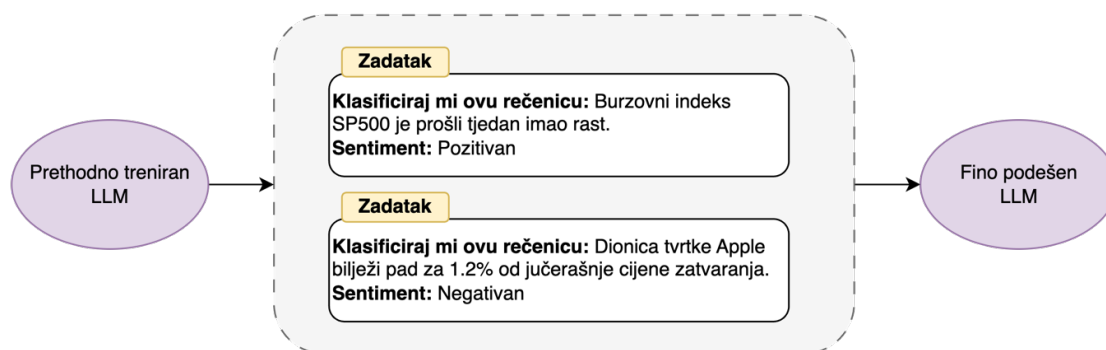 Prethodno treniran
LLM
Zadatak
Klasificiraj mi ovu rečenicu: Burzovni indeks
SP500 je prošli tjedan imao rast.
Sentiment: Pozitivan
Zadatak
Klasificiraj mi ovu rečenicu: Dionica tvrtke Apple
bilježi pad za 1.2% od jučerašnje cijene zatvaranja.
Sentiment: Negativan
Fino podešen
LLM